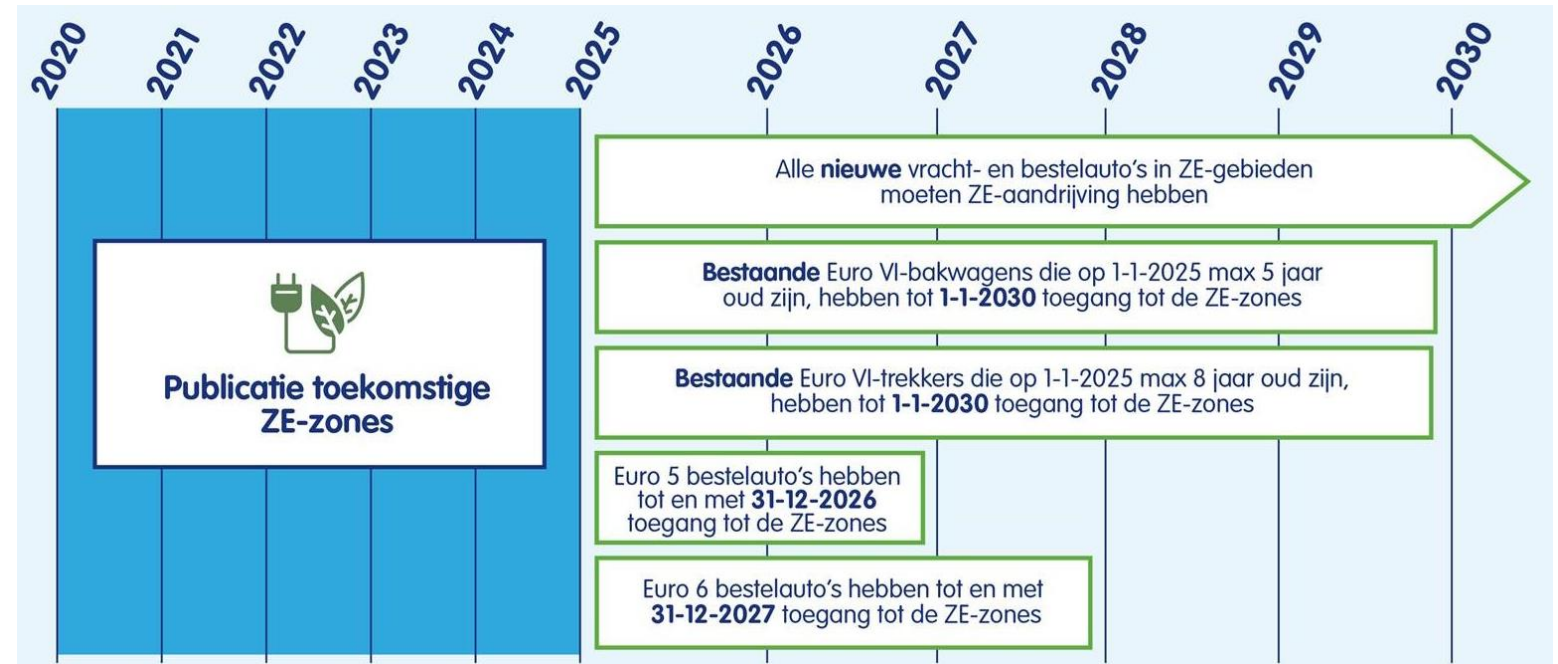 2020
2021
2022
2023
2024
2025
2026
2027
2028
2029
2030
Publicatie toekomstige
ZE-zones
Alle nieuwe vracht- en bestelauto's in ZE-gebieden
moeten ZE-aandrijving hebben
Bestaande Euro VI-bakwagens die op 1-1-2025 max 5 jaar
oud zijn, hebben tot 1-1-2030 toegang tot de ZE-zones
Bestaande Euro VI-trekkers die op 1-1-2025 max 8 jaar oud zijn,
hebben tot 1-1-2030 toegang tot de ZE-zones
Euro 5 bestelauto's hebben
tot en met 31-12-2026
toegang tot de ZE-zones
Euro 6 bestelauto's hebben tot en met
31-12-2027 toegang tot de ZE-zones